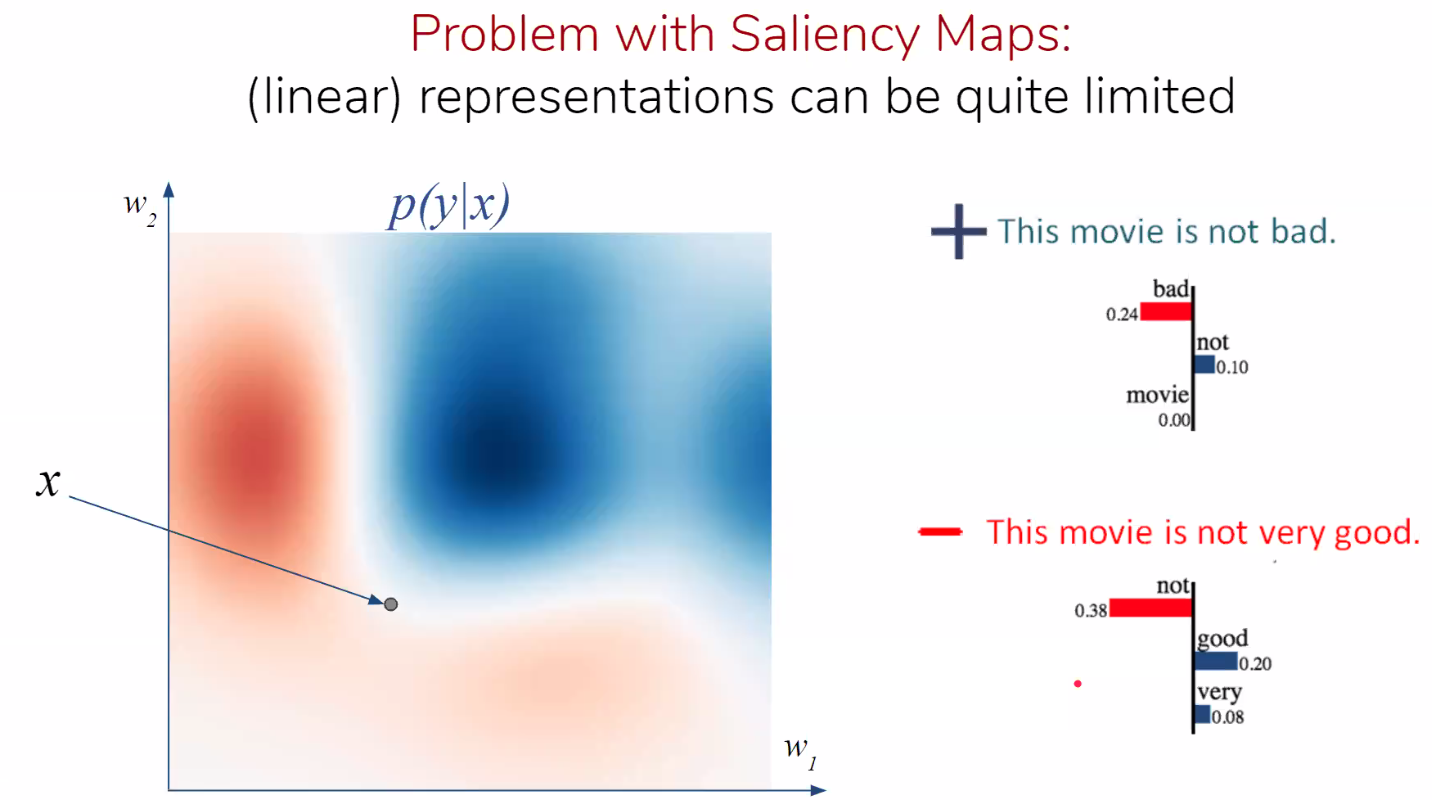 Problem with Saliency Maps:
(linear) representations can be quite limited
w2
p(y|x)
x
w1
+ This movie is not bad.
bad
0.24
not
0.10
movie
0.00
– This movie is not very good.
not
0.38
good
0.20
very
0.08